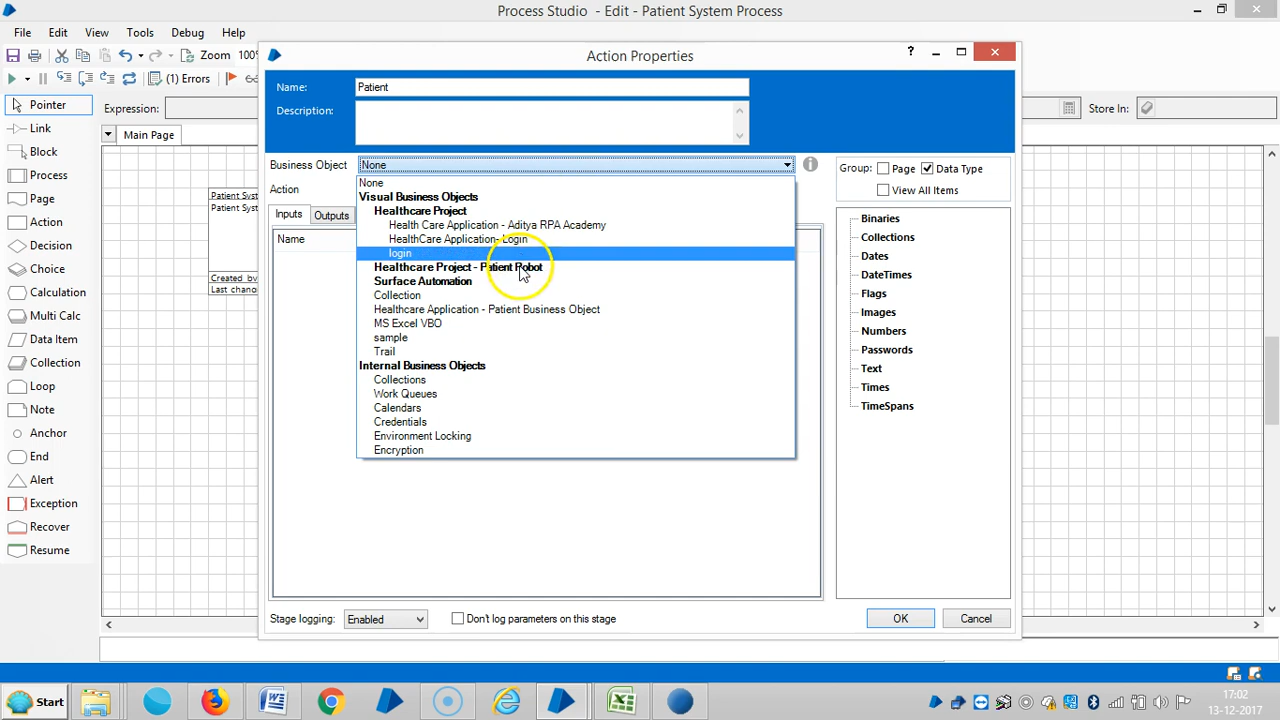 Process Studio - Edit - Patient System Process
File Edit View Tools Debug Help
Zoom 100%
(1) Errors
Expression:
Store In:
Pointer
Link
Block
Process
Page
Action
Decision
Choice
Calculation
Multi Calc
Data Item
Collection
Loop
Note
Anchor
End
Alert
Exception
Recover
Resume
Main Page
Patient Syst
Patient Syst
Created by
Last chan
Action Properties
?
Name: Patient
Description:
Business Object None
Action
Inputs Outputs
Name
None
Visual Business Objects
Healthcare Project
Health Care Application - Aditya RPA Academy
HealthCare Application- Login
login
Healthcare Project - Patient Robot
Surface Automation
Collection
Healthcare Application - Patient Business Object
MS Excel VBO
sample
Trail
Internal Business Objects
Collections
Work Queues
Calendars
Credentials
Environment Locking
Encryption
Group: Page Data Type
View All Items
Binaries
Collections
Dates
DateTimes
Flags
Images
Numbers
Passwords
Text
Times
TimeSpans
Stage logging: Enabled Don't log parameters on this stage
OK Cancel
Start
17:02
13-12-2017